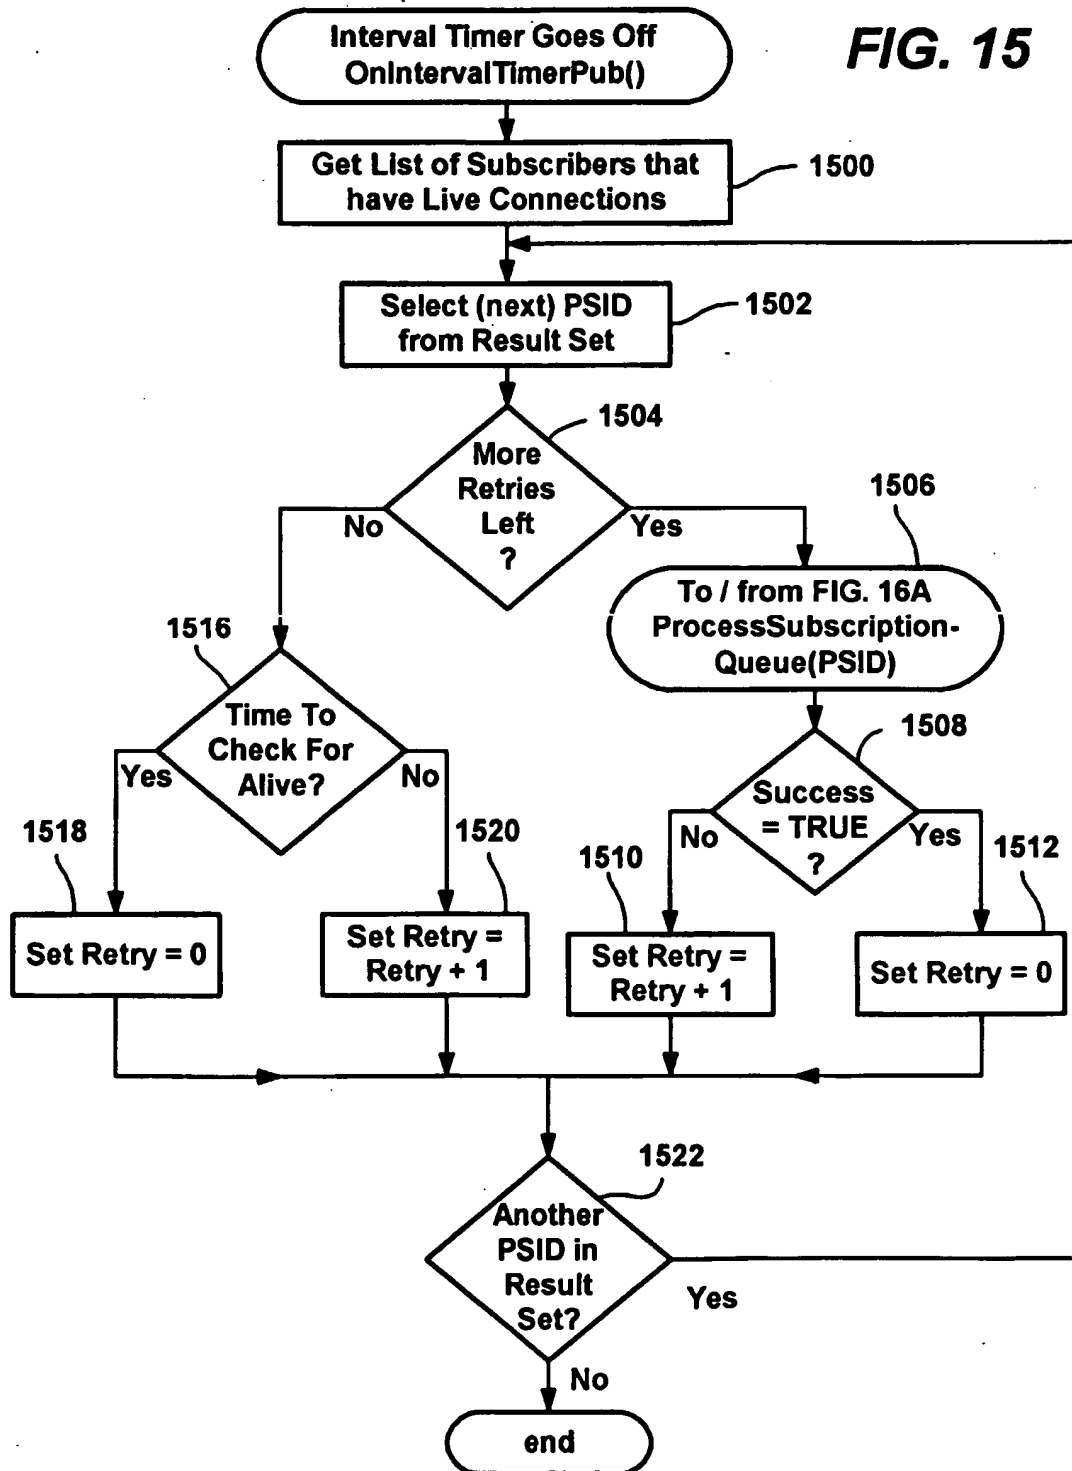 Interval Timer Goes Off
OnIntervalTimerPub()
FIG. 15
Get List of Subscribers that
have Live Connections
1500
Select (next) PSID
from Result Set
1502
More
Retries
Left
?
1504
No
Yes
1506
To / from FIG. 16A
ProcessSubscription-
Queue(PSID)
1516
Time To
Check For
Alive?
Yes
No
1508
Success
= TRUE
?
No
Yes
1518
Set Retry = 0
1520
Set Retry =
Retry + 1
1510
Set Retry =
Retry + 1
1512
Set Retry = 0
1522
Another
PSID in
Result
Set?
Yes
No
end